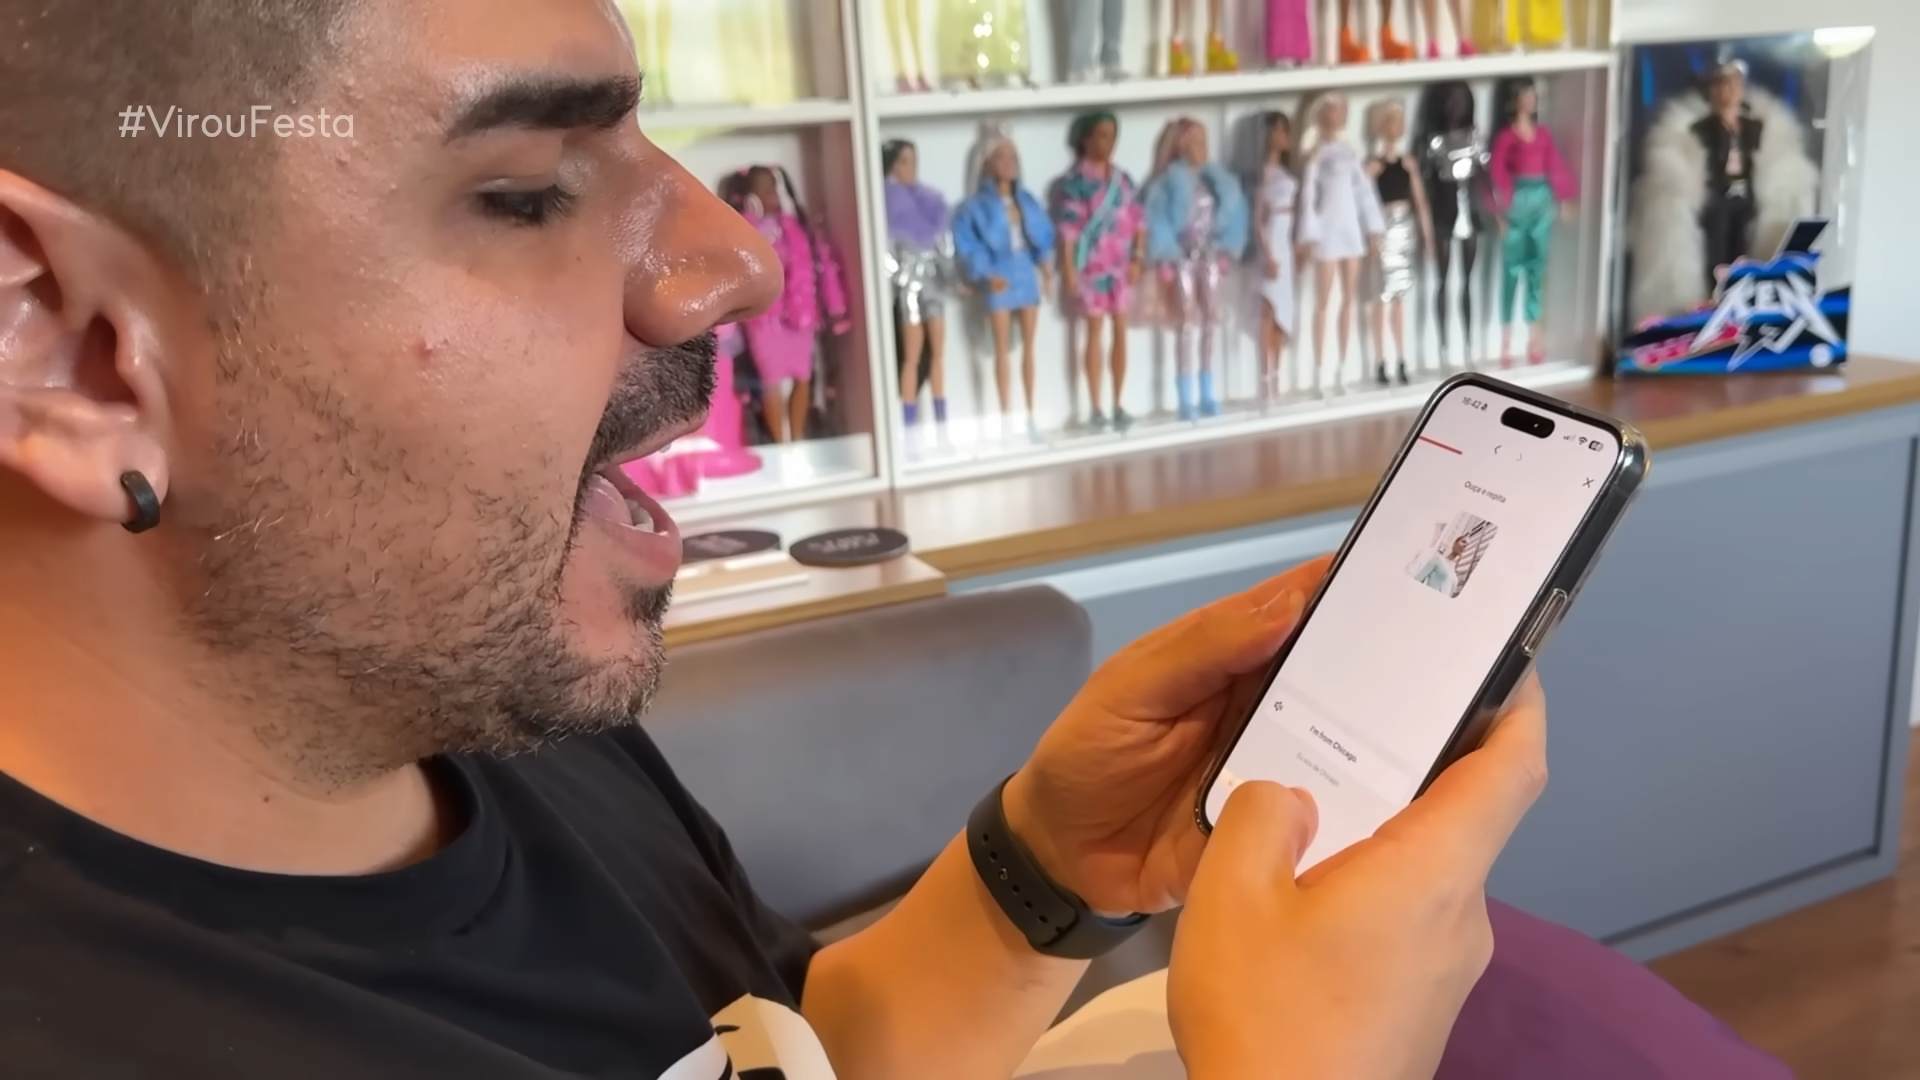 #VirouFesta
KEN
16:42
Ouça e repita
I'm from Chicago.
Eu sou de Chicago.